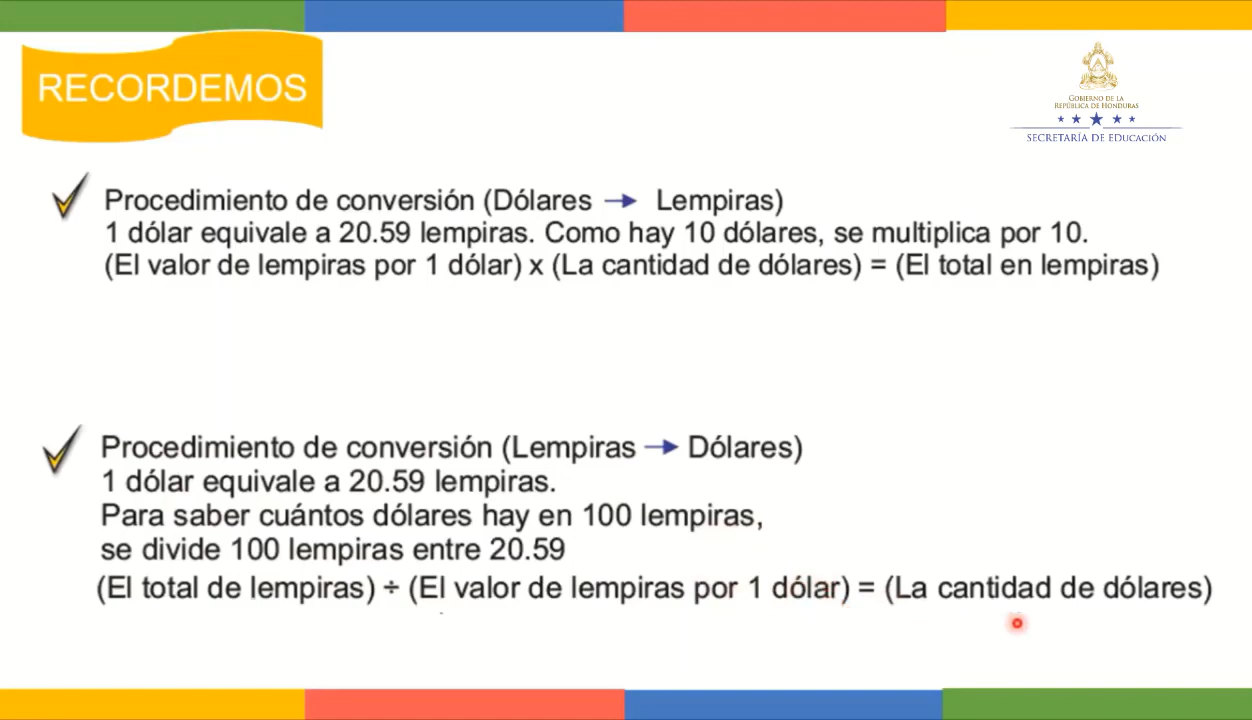 RECORDEMOS
GOBIERNO DE LA
REPÚBLICA DE HONDURAS
SECRETARÍA DE EDUCACIÓN
Procedimiento de conversión (Dólares → Lempiras)
1 dólar equivale a 20.59 lempiras. Como hay 10 dólares, se multiplica por 10.
(El valor de lempiras por 1 dólar) x (La cantidad de dólares) = (El total en lempiras)
Procedimiento de conversión (Lempiras → Dólares)
1 dólar equivale a 20.59 lempiras.
Para saber cuántos dólares hay en 100 lempiras,
se divide 100 lempiras entre 20.59
(El total de lempiras) ÷ (El valor de lempiras por 1 dólar) = (La cantidad de dólares)